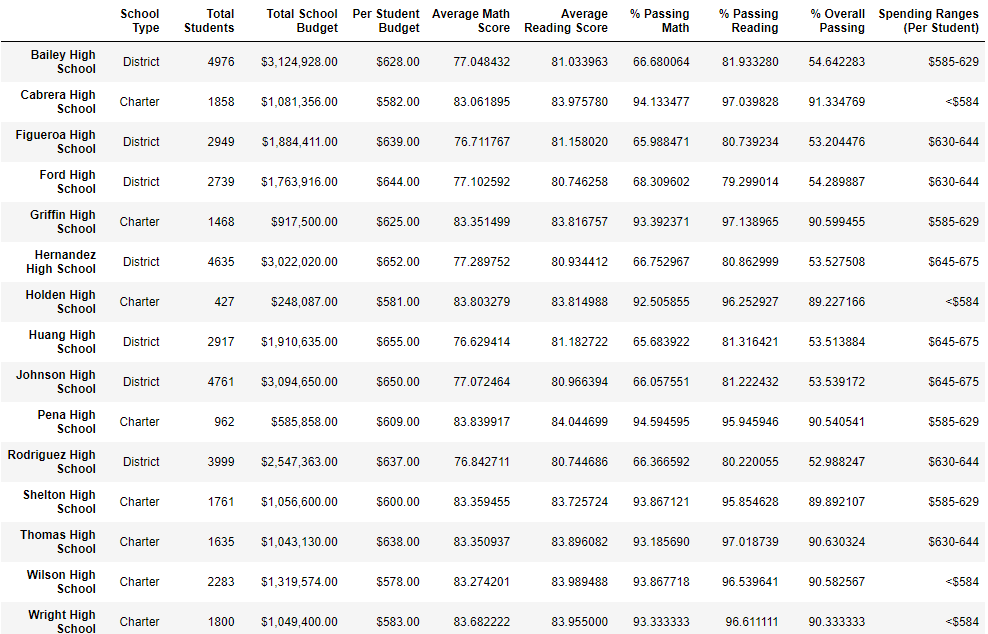 School Type Total Students Total School Budget Per Student Budget Average Math Score Average Reading Score % Passing Math % Passing Reading % Overall Passing Spending Ranges (Per Student)
Bailey High School District 4976 $3,124,928.00 $628.00 77.048432 81.033963 66.680064 81.933280 54.642283 $585-629
Cabrera High School Charter 1858 $1,081,356.00 $582.00 83.061895 83.975780 94.133477 97.039828 91.334769 <$584
Figueroa High School District 2949 $1,884,411.00 $639.00 76.711767 81.158020 65.988471 80.739234 53.204476 $630-644
Ford High School District 2739 $1,763,916.00 $644.00 77.102592 80.746258 68.309602 79.299014 54.289887 $630-644
Griffin High School Charter 1468 $917,500.00 $625.00 83.351499 83.816757 93.392371 97.138965 90.599455 $585-629
Hernandez High School District 4635 $3,022,020.00 $652.00 77.289752 80.934412 66.752967 80.862999 53.527508 $645-675
Holden High School Charter 427 $248,087.00 $581.00 83.803279 83.814988 92.505855 96.252927 89.227166 <$584
Huang High School District 2917 $1,910,635.00 $655.00 76.629414 81.182722 65.683922 81.316421 53.513884 $645-675
Johnson High School District 4761 $3,094,650.00 $650.00 77.072464 80.966394 66.057551 81.222432 53.539172 $645-675
Pena High School Charter 962 $585,858.00 $609.00 83.839917 84.044699 94.594595 95.945946 90.540541 $585-629
Rodriguez High School District 3999 $2,547,363.00 $637.00 76.842711 80.744686 66.366592 80.220055 52.988247 $630-644
Shelton High School Charter 1761 $1,056,600.00 $600.00 83.359455 83.725724 93.867121 95.854628 89.892107 $585-629
Thomas High School Charter 1635 $1,043,130.00 $638.00 83.350937 83.896082 93.185690 97.018739 90.630324 $630-644
Wilson High School Charter 2283 $1,319,574.00 $578.00 83.274201 83.989488 93.867718 96.539641 90.582567 <$584
Wright High School Charter 1800 $1,049,400.00 $583.00 83.682222 83.955000 93.333333 96.611111 90.333333 <$584